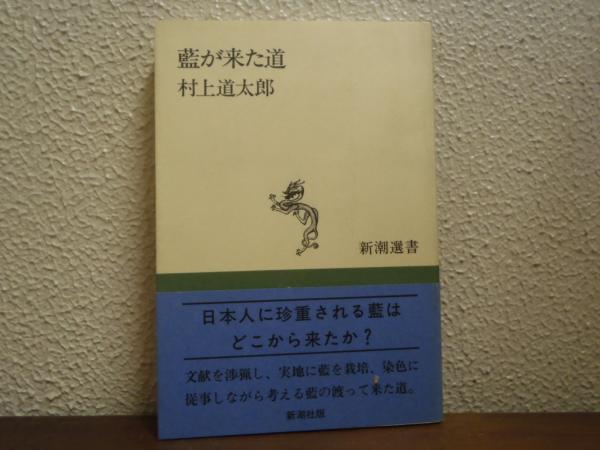 藍が来た道
村上道太郎
新潮選書
日本人に珍重される藍は
どこから来たか？
文献を渉猟し、実地に藍を栽培、染色に
従事しながら考える藍の渡って来た道。
新潮社版